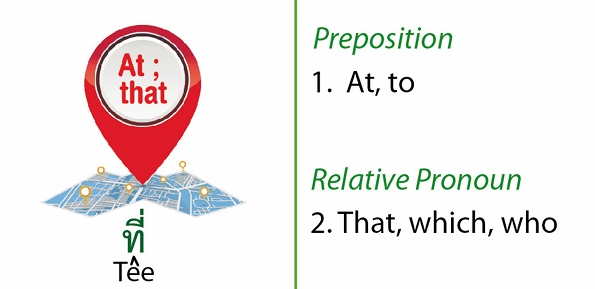 At ;
that
ที่
Têe
Preposition
1. At, to
Relative Pronoun
2. That, which, who